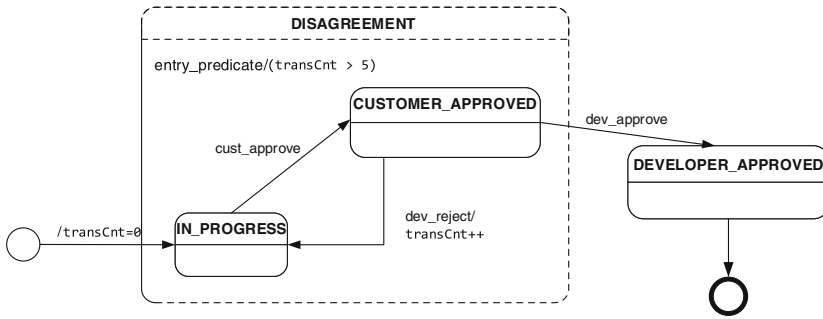 DISAGREEMENT
entry_predicate/(transCnt > 5)
CUSTOMER_APPROVED
dev_approve
cust_approve
DEVELOPER_APPROVED
/transCnt=0
IN_PROGRESS
dev_reject/
transCnt++